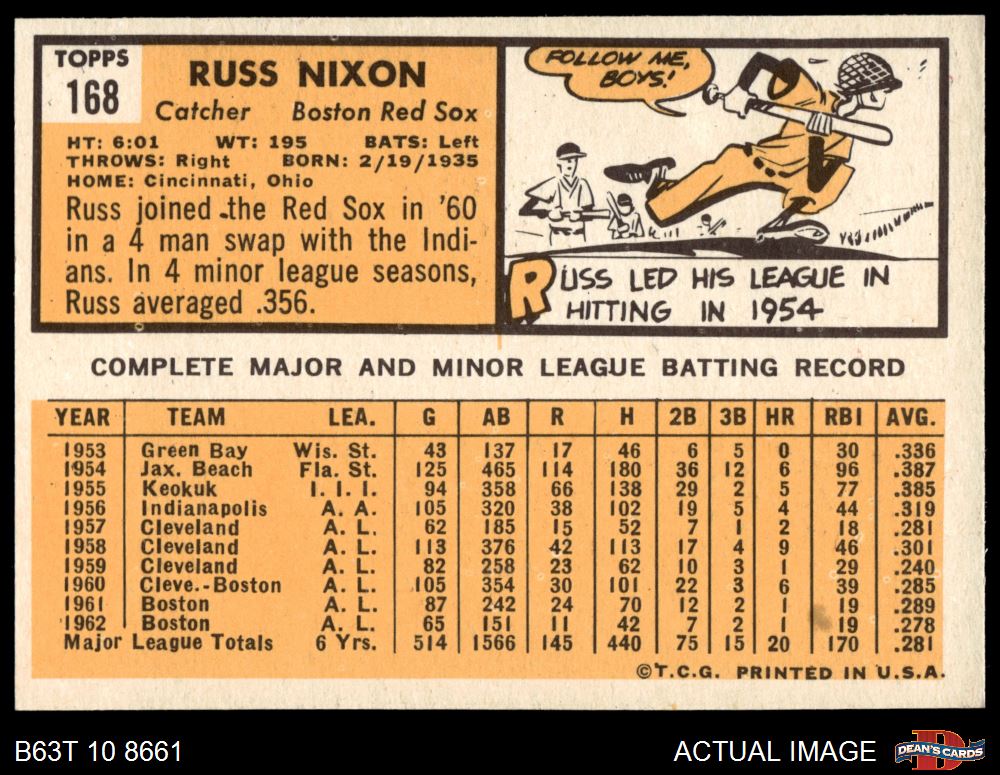 TOPPS
168
RUSS NIXON
Catcher Boston Red Sox
HT: 6:01 WT: 195 BATS: Left
THROWS: Right BORN: 2/19/1935
HOME: Cincinnati, Ohio
Russ joined the Red Sox in '60
in a 4 man swap with the Indi-
ans. In 4 minor league seasons,
Russ averaged .356.
FOLLOW ME,
BOYS!
RUSS LED HIS LEAGUE IN
HITTING IN 1954
COMPLETE MAJOR AND MINOR LEAGUE BATTING RECORD
YEAR TEAM LEA. G AB R H 2B 3B HR RBI AVG.
1953 Green Bay Wis. St. 43 137 17 46 6 5 0 30 .336
1954 Jax. Beach Fla. St. 125 465 114 180 36 12 6 96 .387
1955 Keokuk I. I. I. 94 358 66 138 29 2 5 77 .385
1956 Indianapolis A. A. 105 320 38 102 19 5 4 44 .319
1957 Cleveland A. L. 62 185 15 52 7 1 2 18 .281
1958 Cleveland A. L. 113 376 42 113 17 4 9 46 .301
1959 Cleveland A. L. 82 258 23 62 10 3 1 29 .240
1960 Cleve.-Boston A. L. 105 354 30 101 22 3 6 39 .285
1961 Boston A. L. 87 242 24 70 12 2 1 19 .289
1962 Boston A. L. 65 151 11 42 7 2 1 19 .278
Major League Totals 6 Yrs. 514 1566 145 440 75 15 20 170 .281
©T.C.G. PRINTED IN U.S.A.
B63T 10 8661
ACTUAL IMAGE
D
DEAN'S CARDS